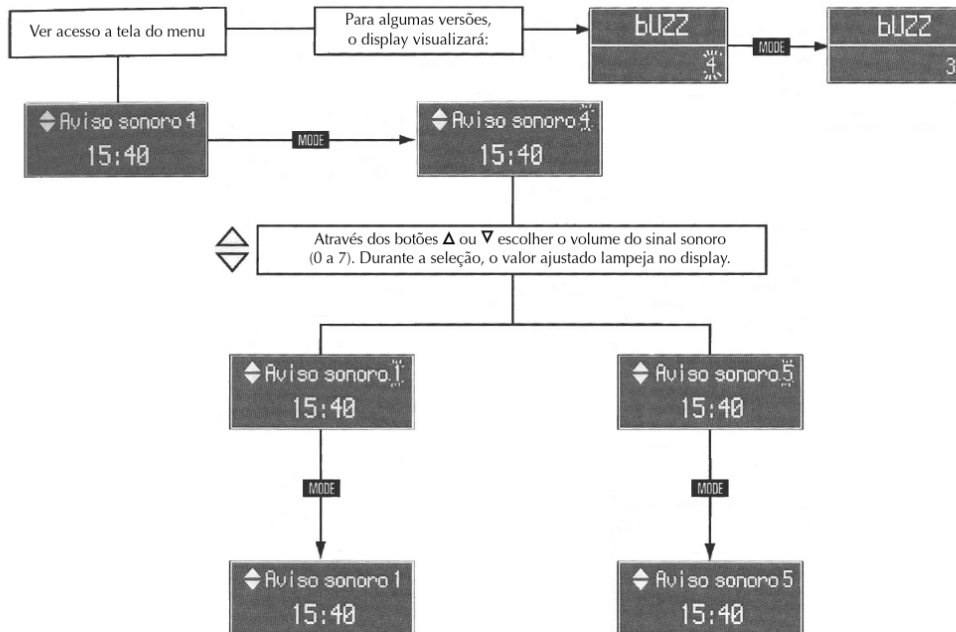 Ver acesso a tela do menu
Para algumas versões,
o display visualizará:
bUZZ
4
MODE
bUZZ
3
Aviso sonoro 4
15:40
MODE
Aviso sonoro 4
15:40
Através dos botões Δ ou ∇ escolher o volume do sinal sonoro
(0 a 7). Durante a seleção, o valor ajustado lampeja no display.
Aviso sonoro 1
15:40
Aviso sonoro 5
15:40
MODE
MODE
Aviso sonoro 1
15:40
Aviso sonoro 5
15:40